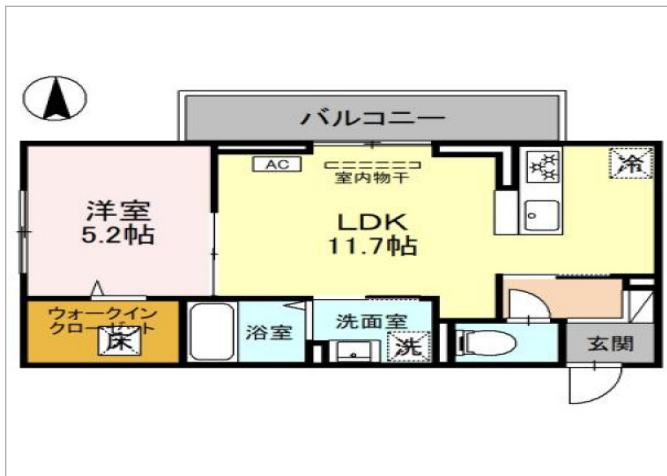 バルコニー
AC
室内物干
冷
洋室
5.2帖
LDK
11.7帖
ウォークイン
クローゼット
床
浴室
洗面室
洗
玄関